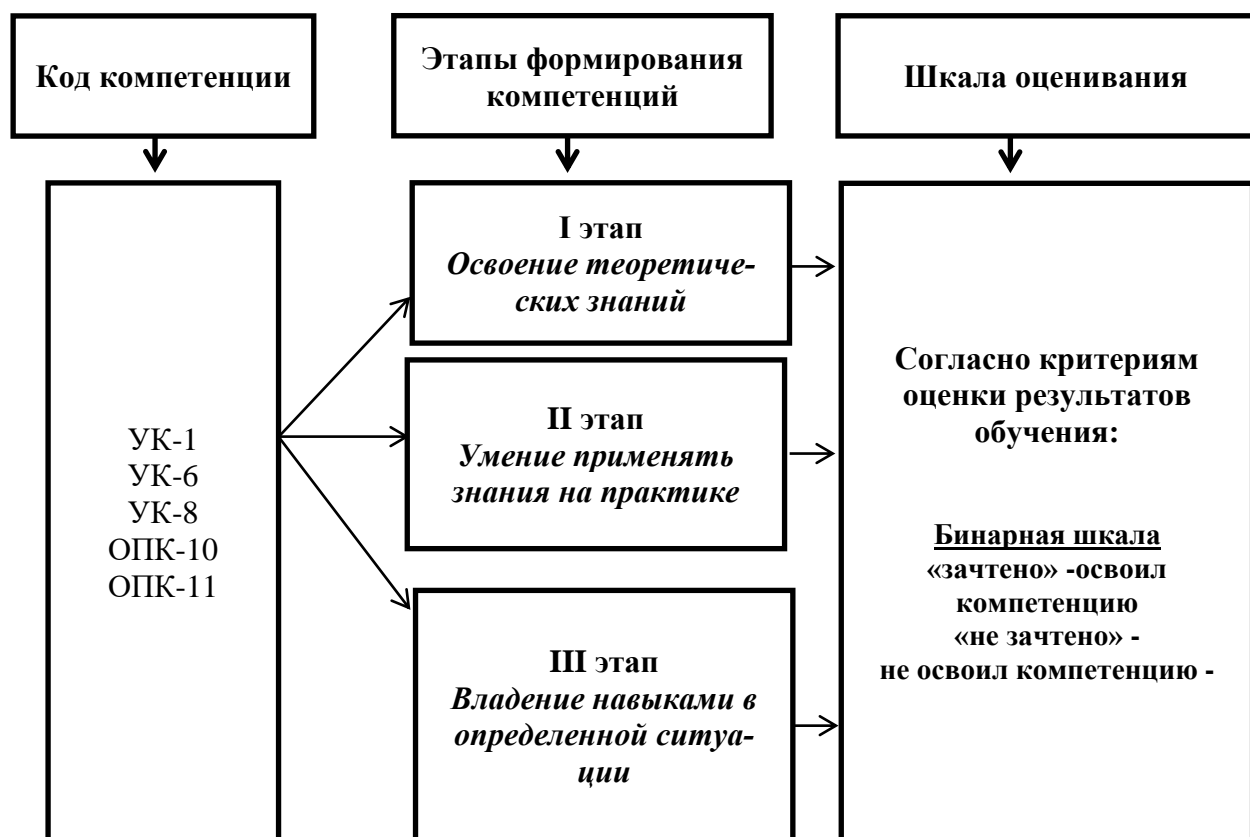 Код компетенции
Этапы формирования
компетенций
Шкала оценивания
УК-1
УК-6
УК-8
ОПК-10
ОПК-11
I этап
Освоение теоретиче-
ских знаний
II этап
Умение применять
знания на практике
III этап
Владение навыками в
определенной ситуа-
ции
Согласно критериям
оценки результатов
обучения:
Бинарная шкала
«зачтено» -освоил
компетенцию
«не зачтено» -
не освоил компетенцию -